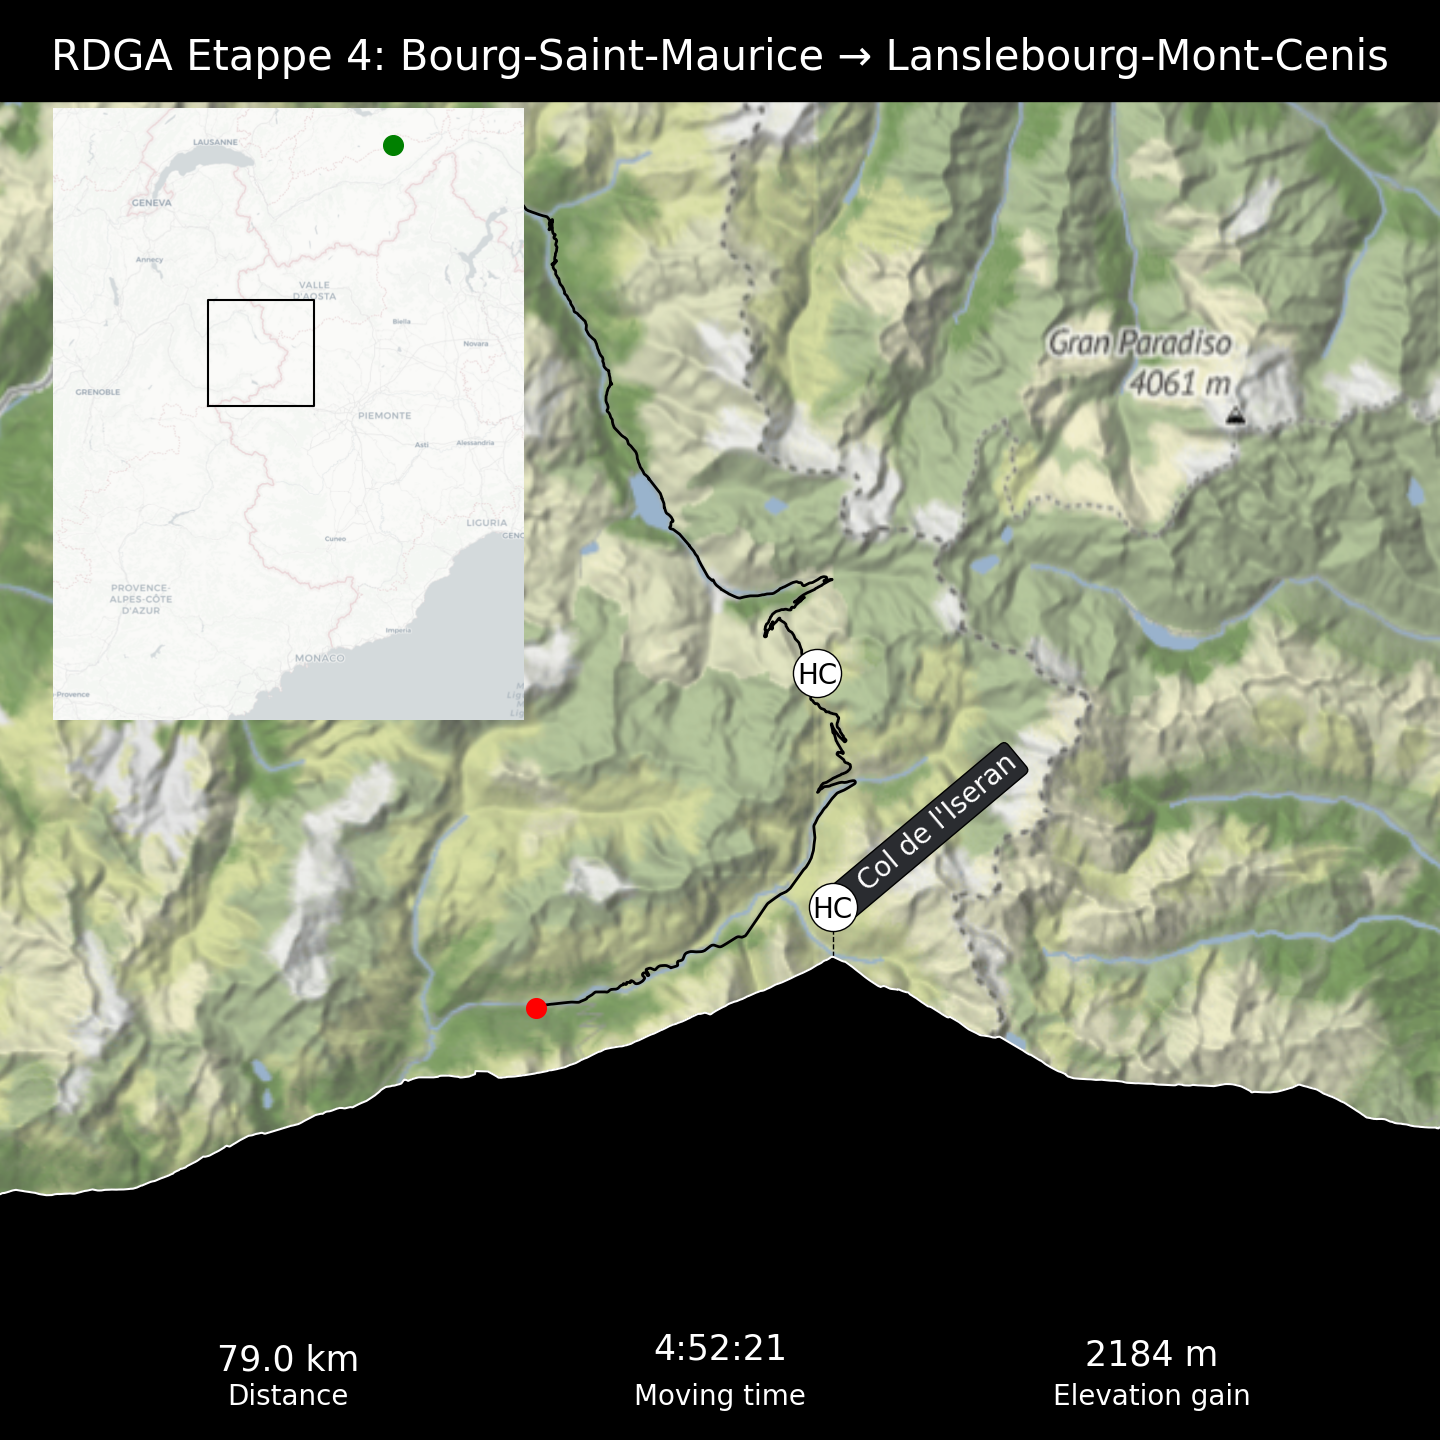 RDGA Etappe 4: Bourg-Saint-Maurice → Lanslebourg-Mont-Cenis
LAUSANNE
GENEVA
Annecy
VALLE
D'AOSTA
Biella
Novara
GRENOBLE
PIEMONTE
Asti
Alessandria
LIGURIA
Cuneo
PROVENCE-
ALPES-CÔTE
D'AZUR
Imperia
MONACO
Provence
Gran Paradiso
4061 m
HC
Col de l'Iseran
HC
79.0 km
Distance
4:52:21
Moving time
2184 m
Elevation gain